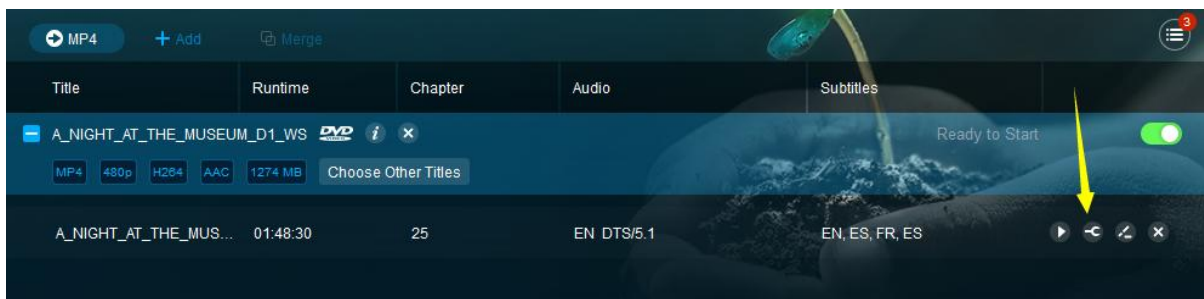 MP4 + Add Merge 3
Title Runtime Chapter Audio Subtitles
A_NIGHT_AT_THE_MUSEUM_D1_WS DVD VIDEO i Ready to Start
MP4 480p H264 AAC 1274 MB Choose Other Titles
A_NIGHT_AT_THE_MUS... 01:48:30 25 EN DTS/5.1 EN, ES, FR, ES